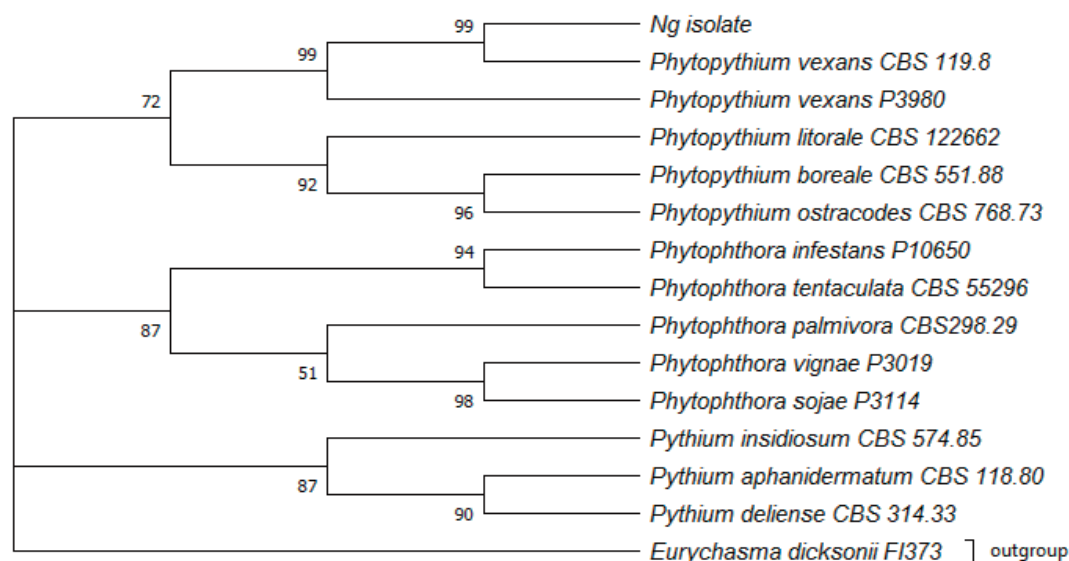 99
Ng isolate
99
Phytopythium vexans CBS 119.8
72
Phytopythium vexans P3980
Phytopythium litorale CBS 122662
92
Phytopythium boreale CBS 551.88
96
Phytopythium ostracodes CBS 768.73
94
Phytophthora infestans P10650
Phytophthora tentaculata CBS 55296
87
Phytophthora palmivora CBS298.29
51
Phytophthora vignae P3019
98
Phytophthora sojae P3114
Pythium insidiosum CBS 574.85
87
Pythium aphanidermatum CBS 118.80
90
Pythium deliense CBS 314.33
Eurychasma dicksonii FI373 outgroup